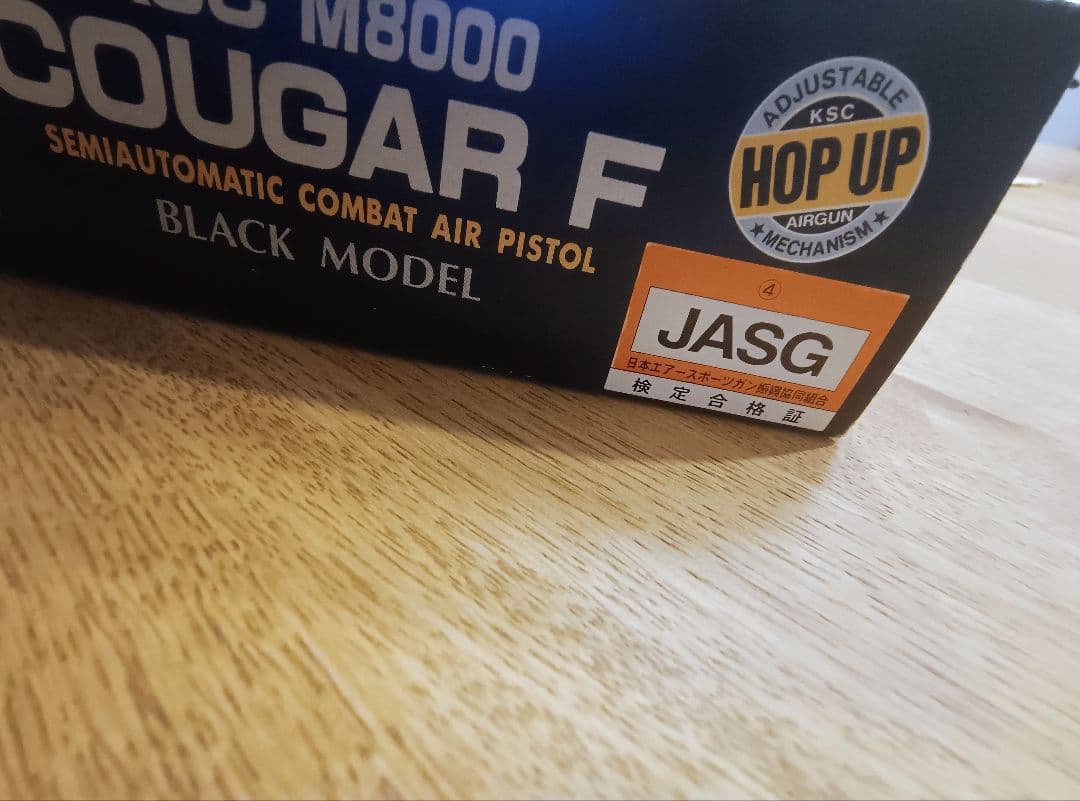 KSC M8000
COUGAR F
SEMIAUTOMATIC COMBAT AIR PISTOL
BLACK MODEL
ADJUSTABLE
KSC
HOP UP
AIRGUN
★MECHANISM★
④
JASG
日本エアースポーツガン振興協同組合
検定合格証